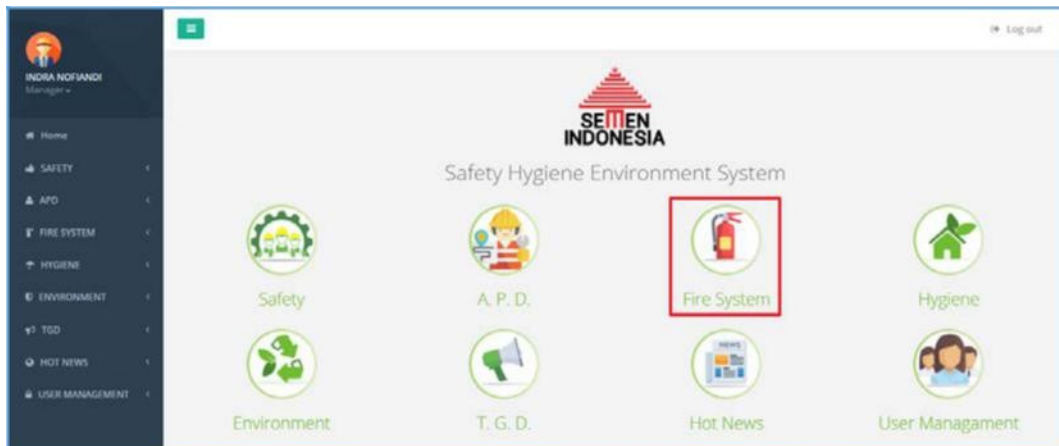 INDRA NOFIANDI
Manager
Home
SAFETY
APD
FIRE SYSTEM
HYGIENE
ENVIRONMENT
TGD
HOT NEWS
USER MANAGEMENT
Log out
SEMEN
INDONESIA
Safety Hygiene Environment System
Safety
A. P. D.
Fire System
Hygiene
NEWS
Environment
T. G. D.
Hot News
User Managament